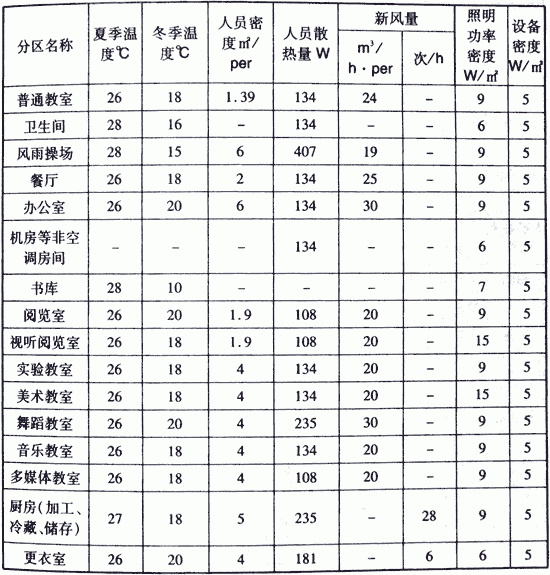 分区名称 夏季温度℃ 冬季温度℃ 人员密度㎡/per 人员散热量W 新风量 照明功率密度W/㎡ 设备密度W/㎡
m³/h·per 次/h
普通教室 26 18 1.39 134 24 – 9 5
卫生间 28 16 – 134 – – 6 5
风雨操场 28 15 6 407 19 – 9 5
餐厅 26 18 2 134 25 – 9 5
办公室 26 20 6 134 30 – 9 5
机房等非空调房间 – – – 134 – – 6 5
书库 28 10 – – – – 7 5
阅览室 26 20 1.9 108 20 – 9 5
视听阅览室 26 18 1.9 108 20 – 15 5
实验教室 26 18 4 134 20 – 9 5
美术教室 26 18 4 134 20 – 15 5
舞蹈教室 26 20 4 235 30 – 9 5
音乐教室 26 18 4 134 20 – 9 5
多媒体教室 26 18 4 108 20 – 9 5
厨房(加工、冷藏、储存) 27 18 5 235 – 28 9 5
更衣室 26 20 4 181 – 6 6 5